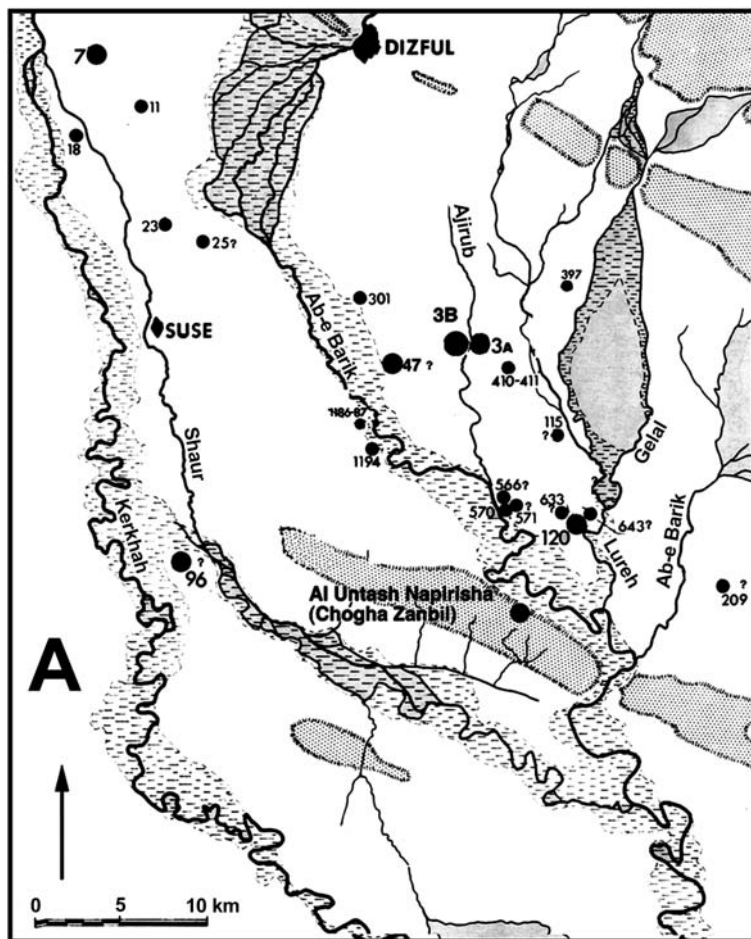 7
DIZFUL
11
18
23
25?
Ajirub
397
301
Ab-e Barik
SUSE
3B
3A
47 ?
410-411
1186-87
115
?
1194
Shaur
Gelal
566?
?
570
571
633
?
?
643?
120
Kerkhah
Lureh
Ab-e Barik
?
96
?
209
Al Untash Napirisha
(Chogha Zanbil)
A
0 5 10 km